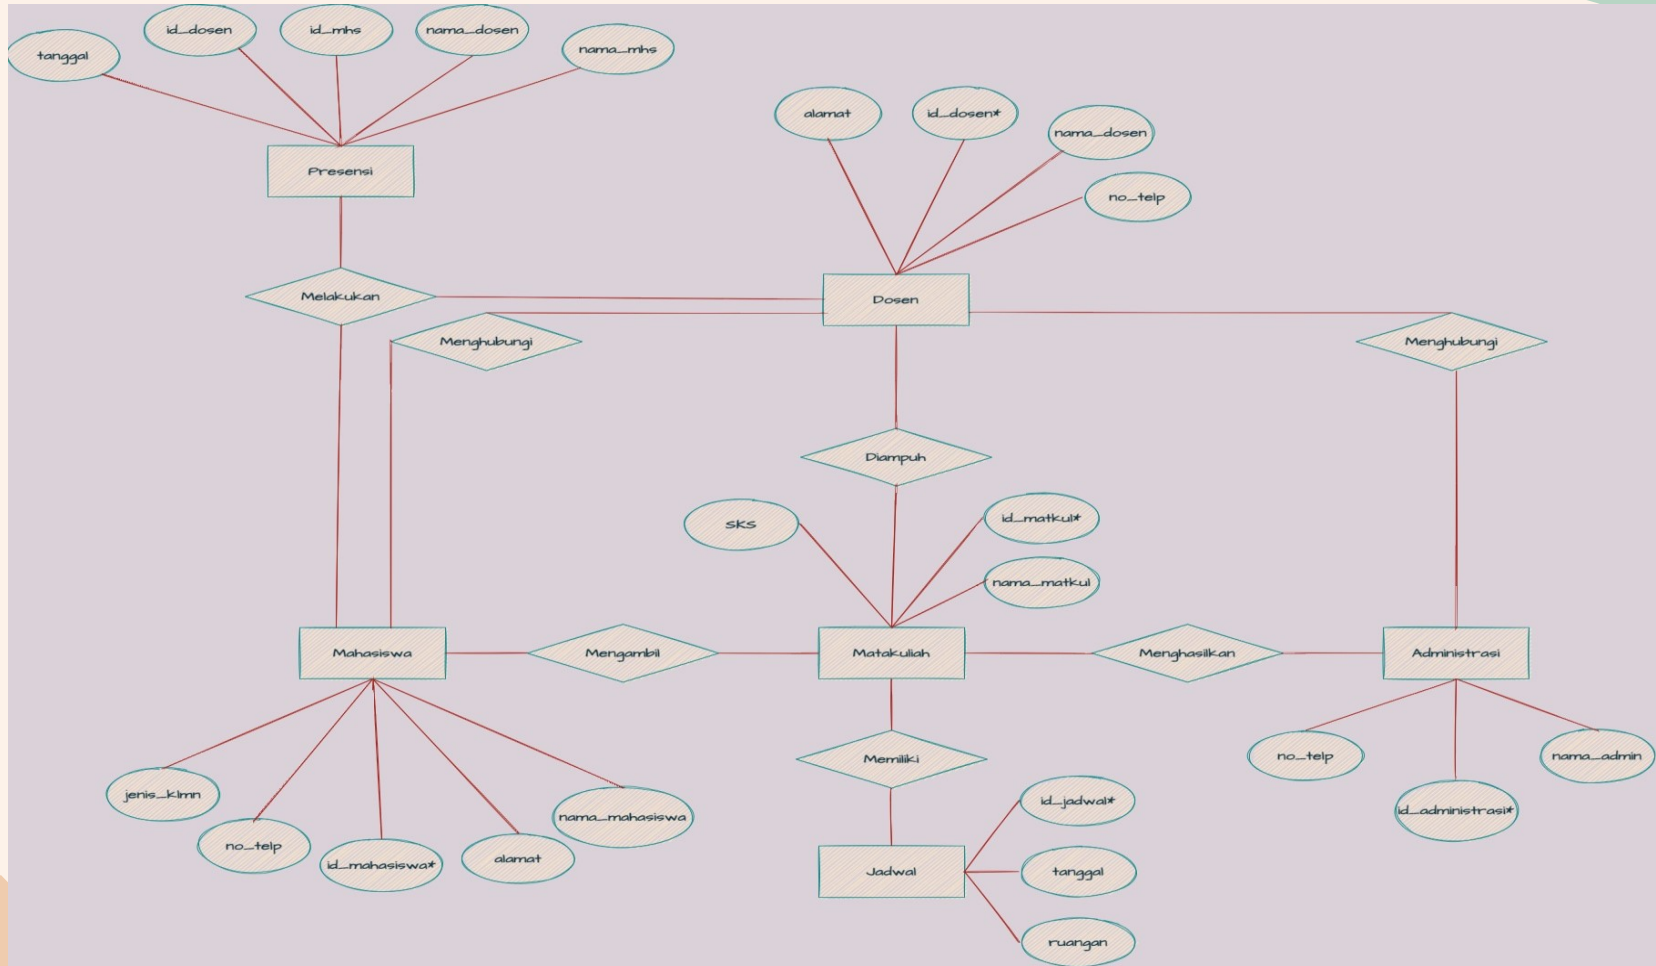 id_dosen
id_mhs
nama_dosen
nama_mhs
tanggal
alamat
id_dosen*
nama_dosen
Presensi
no_telp
Melakukan
Dosen
Menghubungi
Menghubungi
Diampuh
SKS
id_matkul*
nama_matkul
Mahasiswa
Mengambil
Matakuliah
Menghasilkan
Administrasi
no_telp
nama_admin
Memiliki
jenis_klmn
id_jadwal*
id_administrasi*
nama_mahasiswa
no_telp
alamat
id_mahasiswa*
Jadwal
tanggal
ruangan